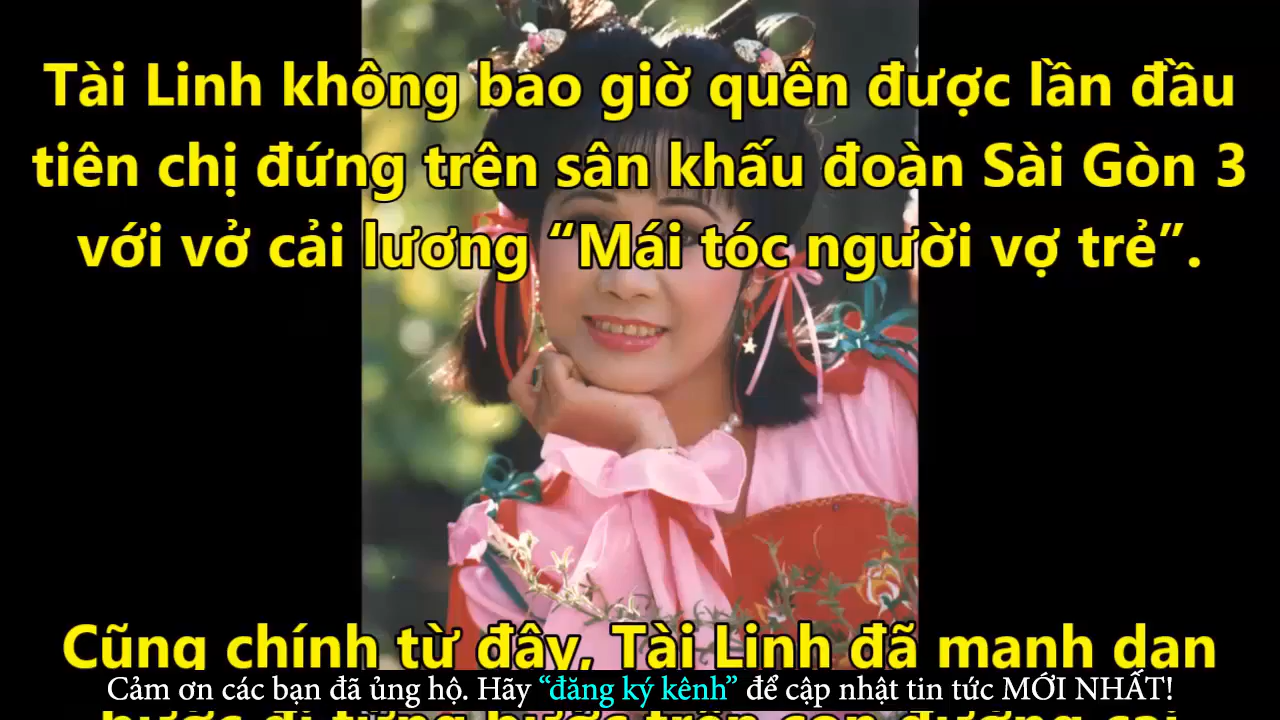 Tài Linh không bao giờ quên được lần đầu
tiên chị đứng trên sân khấu đoàn Sài Gòn 3
với vở cải lương “Mái tóc người vợ trẻ”.
Cũng chính từ đây, Tài Linh đã mạnh dạn
Cảm ơn các bạn đã ủng hộ. Hãy “đăng ký kênh” để cập nhật tin tức MỚI NHẤT!